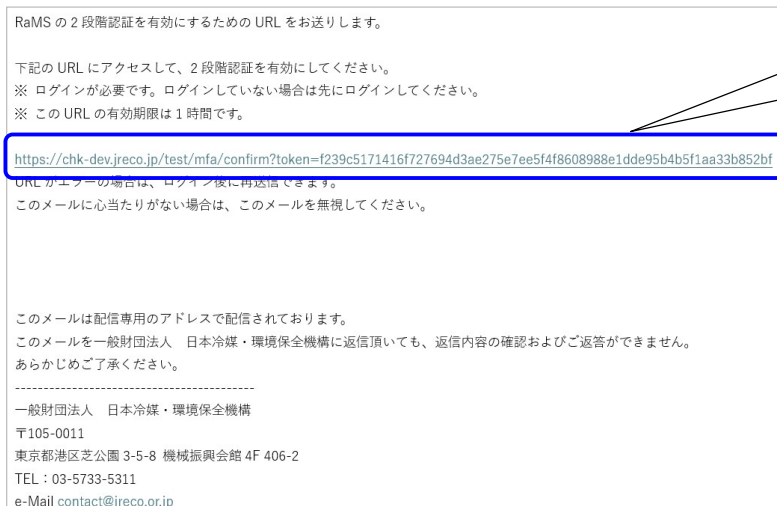 RaMS の 2 段階認証を有効にするための URL をお送りします。
下記の URL にアクセスして、2 段階認証を有効にしてください。
※ ログインが必要です。ログインしていない場合は先にログインしてください。
※ この URL の有効期限は 1 時間です。
https://chk-dev.jreco.jp/test/mfa/confirm?token=f239c5171416f727694d3ae275e7ee5f4f8608988e1dde95b4b5f1aa33b852bf
URL がエラーの場合は、ログイン後に再送信できます。
このメールに心当たりがない場合は、このメールを無視してください。
このメールは配信専用のアドレスで配信されております。
このメールを一般財団法人　日本冷媒・環境保全機構に返信頂いても、返信内容の確認およびご返答ができません。
あらかじめご了承ください。
----------------------------------------
一般財団法人　日本冷媒・環境保全機構
〒105-0011
東京都港区芝公園 3-5-8 機械振興会館 4F 406-2
TEL：03-5733-5311
e-Mail contact@jreco.or.jp